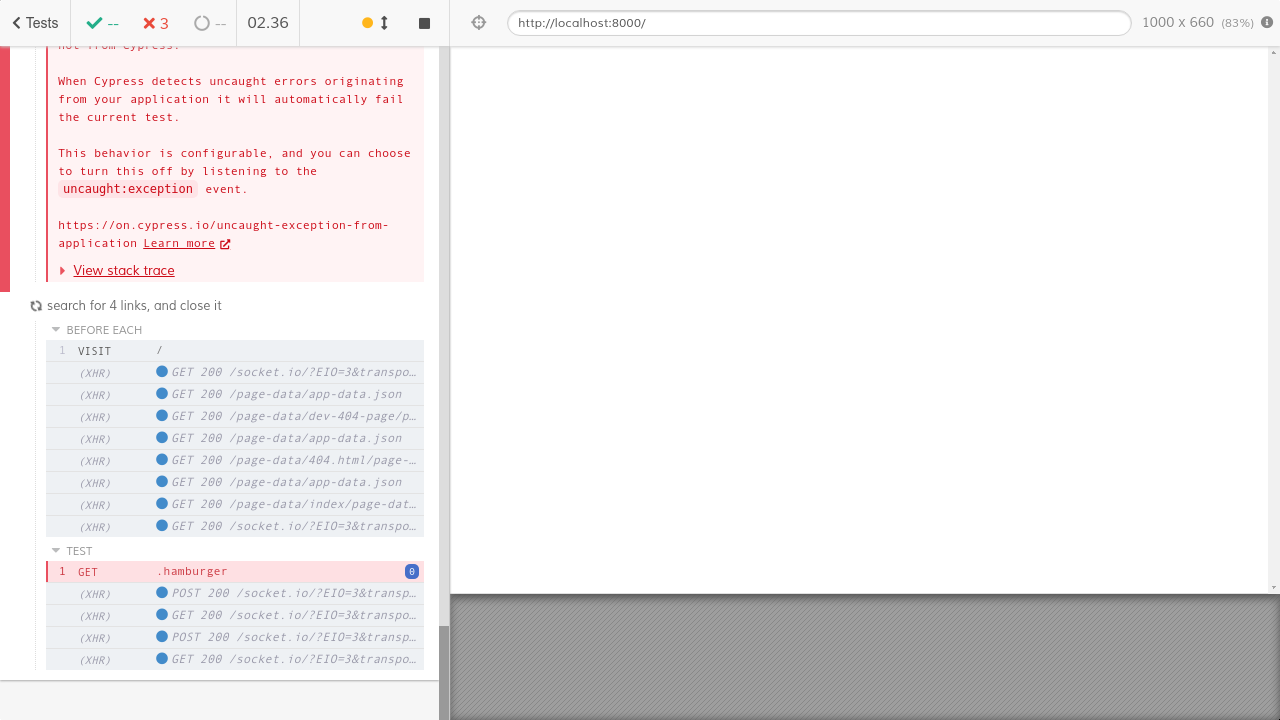 Tests
--
3
--
02.36
http://localhost:8000/
1000 x 660 (83%)
not from Cypress.
When Cypress detects uncaught errors originating
from your application it will automatically fail
the current test.
This behavior is configurable, and you can choose
to turn this off by listening to the
uncaught:exception event.
https://on.cypress.io/uncaught-exception-from-
application Learn more
View stack trace
search for 4 links, and close it
BEFORE EACH
1 VISIT /
(XHR) GET 200 /socket.io/?EIO=3&transpo…
(XHR) GET 200 /page-data/app-data.json
(XHR) GET 200 /page-data/dev-404-page/p…
(XHR) GET 200 /page-data/app-data.json
(XHR) GET 200 /page-data/404.html/page-…
(XHR) GET 200 /page-data/app-data.json
(XHR) GET 200 /page-data/index/page-dat…
(XHR) GET 200 /socket.io/?EIO=3&transpo…
TEST
1 GET .hamburger 0
(XHR) POST 200 /socket.io/?EIO=3&transp…
(XHR) GET 200 /socket.io/?EIO=3&transpo…
(XHR) POST 200 /socket.io/?EIO=3&transp…
(XHR) GET 200 /socket.io/?EIO=3&transpo…